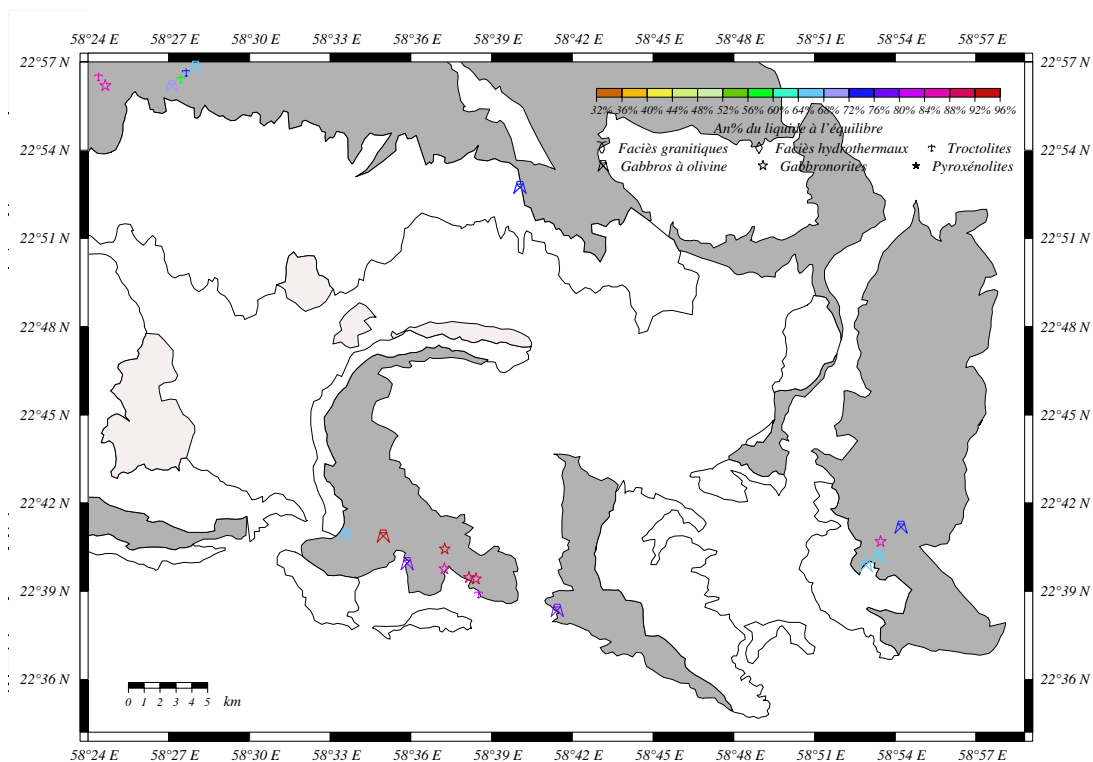 58°24 E 58°27 E 58°30 E 58°33 E 58°36 E 58°39 E 58°42 E 58°45 E 58°48 E 58°51 E 58°54 E 58°57 E
22°57 N 22°57 N
32% 36% 40% 44% 48% 52% 56% 60% 64% 68% 72% 76% 80% 84% 88% 92% 96%
An% du liquide à l'équilibre
Faciès granitiques Faciès hydrothermaux Troctolites
22°54 N 22°54 N
Gabbros à olivine Gabbronorites Pyroxénolites
22°51 N 22°51 N
22°48 N 22°48 N
22°45 N 22°45 N
22°42 N 22°42 N
22°39 N 22°39 N
22°36 N 22°36 N
0 1 2 3 4 5 km
58°24 E 58°27 E 58°30 E 58°33 E 58°36 E 58°39 E 58°42 E 58°45 E 58°48 E 58°51 E 58°54 E 58°57 E